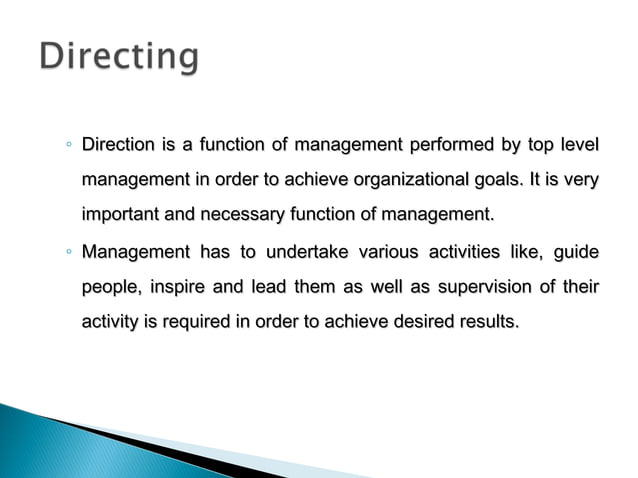 Directing
◦ Direction is a function of management performed by top level
management in order to achieve organizational goals. It is very
important and necessary function of management.
◦ Management has to undertake various activities like, guide
people, inspire and lead them as well as supervision of their
activity is required in order to achieve desired results.